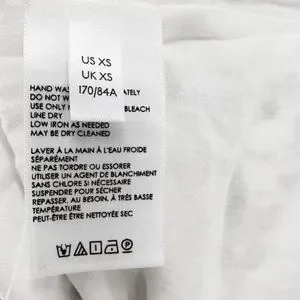 US XS
UK XS
170/84A
HAND WAS ATELY
DO NOT W
USE ONLY N BLEACH
LINE DRY
LOW IRON AS NEEDED
MAY BE DRY CLEANED
LAVER À LA MAIN À L'EAU FROIDE
SÉPARÉMENT
NE PAS TORDRE OU ESSORER
UTILISER UN AGENT DE BLANCHIMENT
SANS CHLORE SI NÉCESSAIRE
SUSPENDRE POUR SÉCHER
REPASSER, AU BESOIN, À TRÈS BASSE
TEMPÉRATURE
PEUT-ÊTRE ÊTRE NETTOYÉE SEC